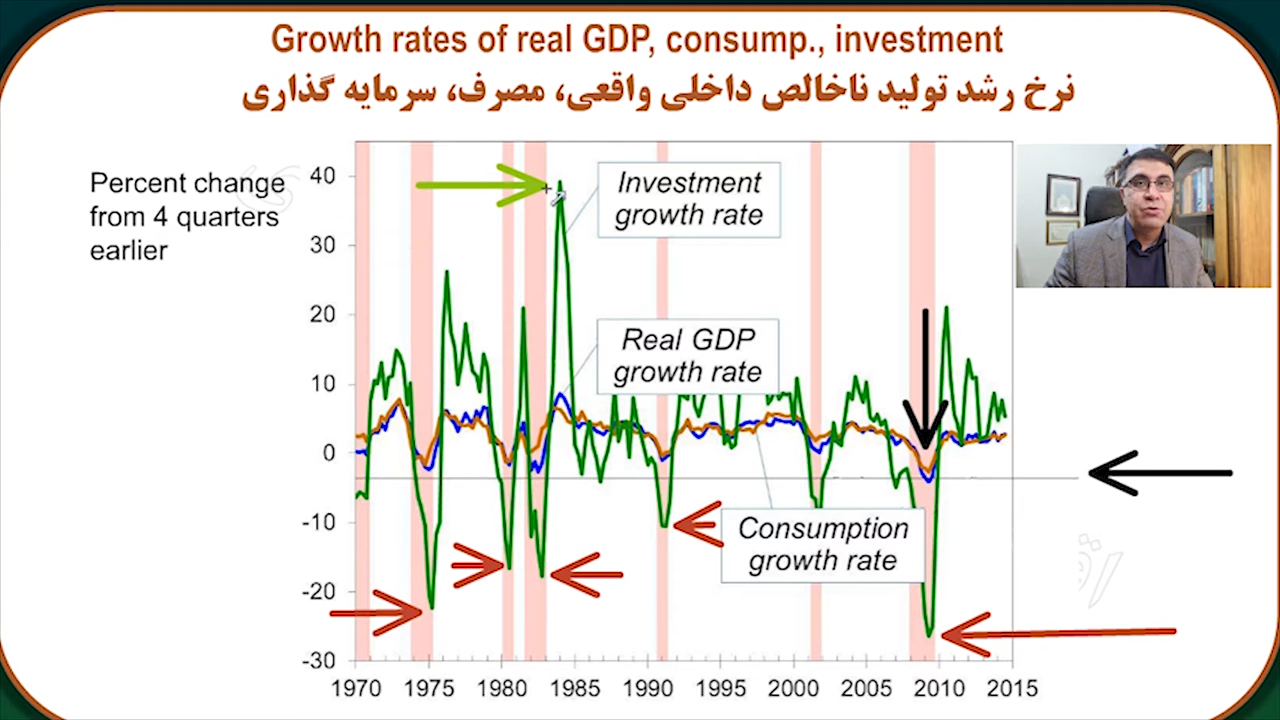 Growth rates of real GDP, consump., investment
نرخ رشد تولید ناخالص داخلی واقعی، مصرف، سرمایه گذاری
Percent change
from 4 quarters
earlier
40
30
20
10
0
-10
-20
-30
Investment
growth rate
Real GDP
growth rate
Consumption
growth rate
1970 1975 1980 1985 1990 1995 2000 2005 2010 2015